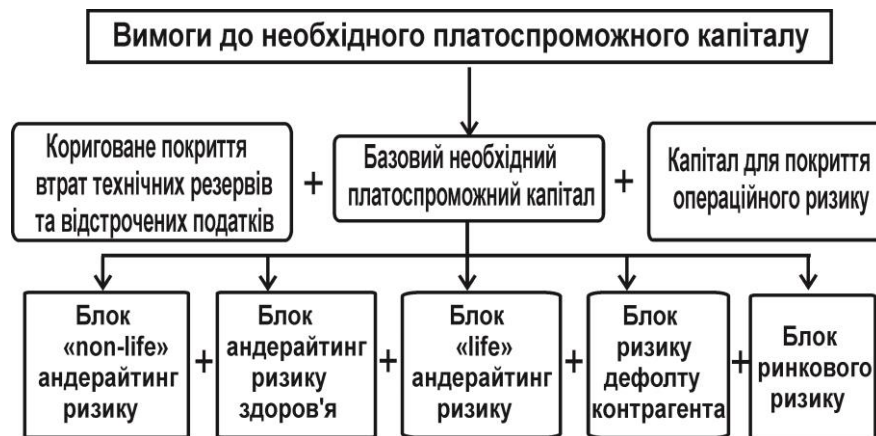 Вимоги до необхідного платоспроможного капіталу
Кориговане покриття
втрат технічних резервів
та відстрочених податків
+
Базовий необхідний
платоспроможний капітал
+
Капітал для покриття
операційного ризику
Блок
«non-life»
андерайтинг
ризику
+
Блок
андерайтинг
ризику
здоров'я
+
Блок
«life»
андерайтинг
ризику
+
Блок
ризику
дефолту
контрагента
+
Блок
ринкового
ризику